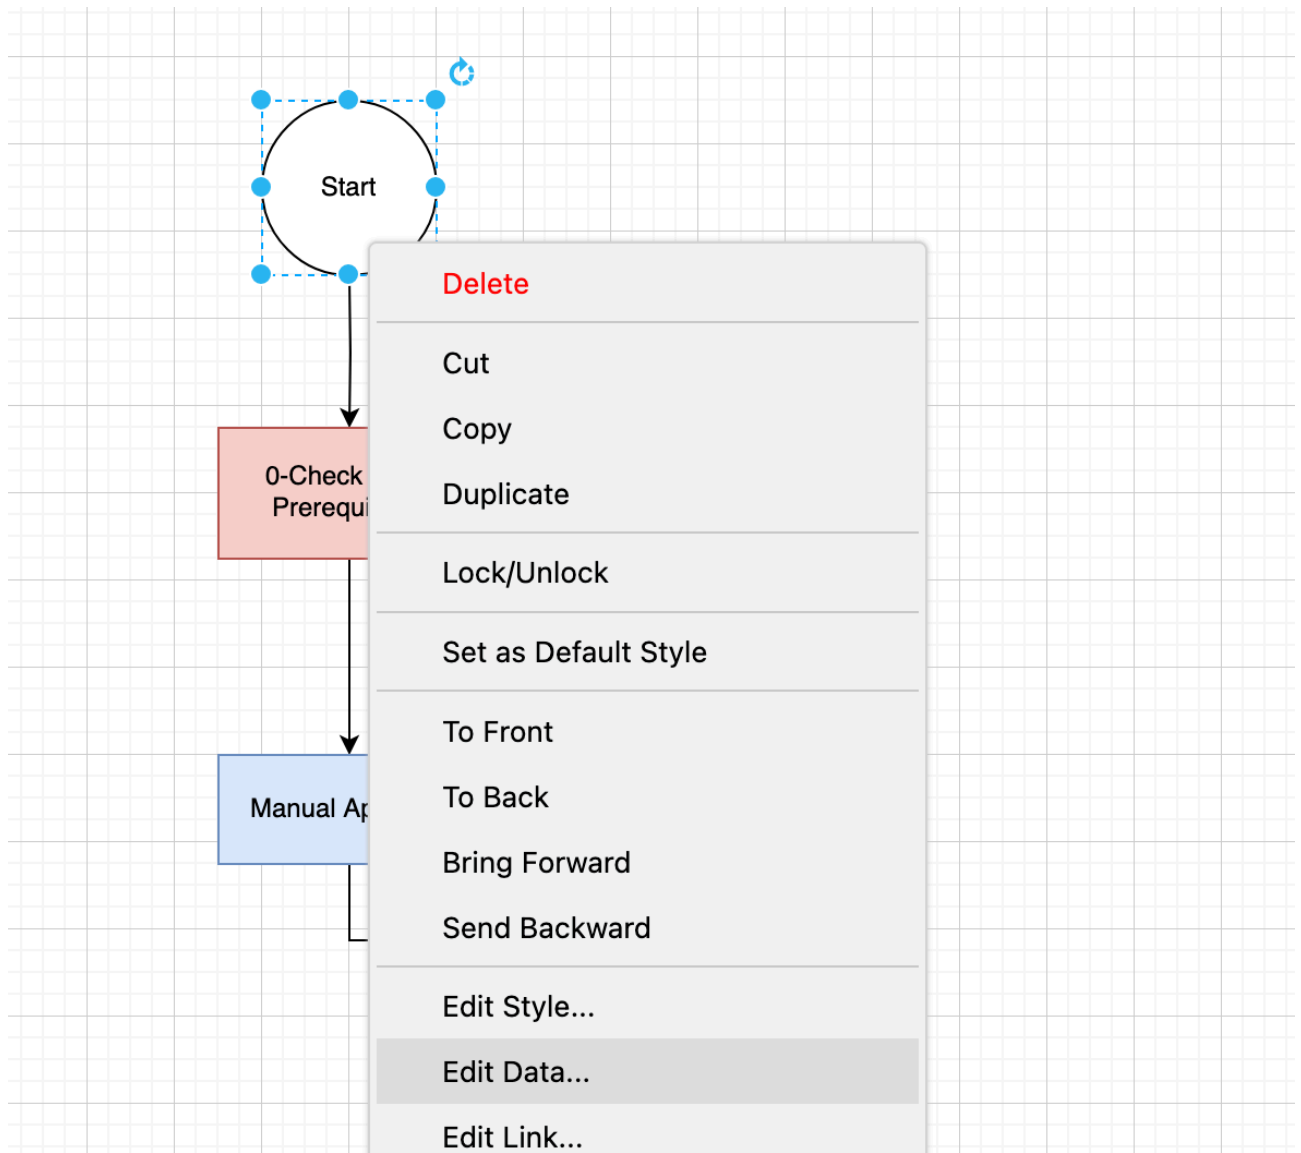 Start
Delete
Cut
Copy
Duplicate
Lock/Unlock
Set as Default Style
To Front
To Back
Bring Forward
Send Backward
Edit Style...
Edit Data...
Edit Link...
0-Check
Manual